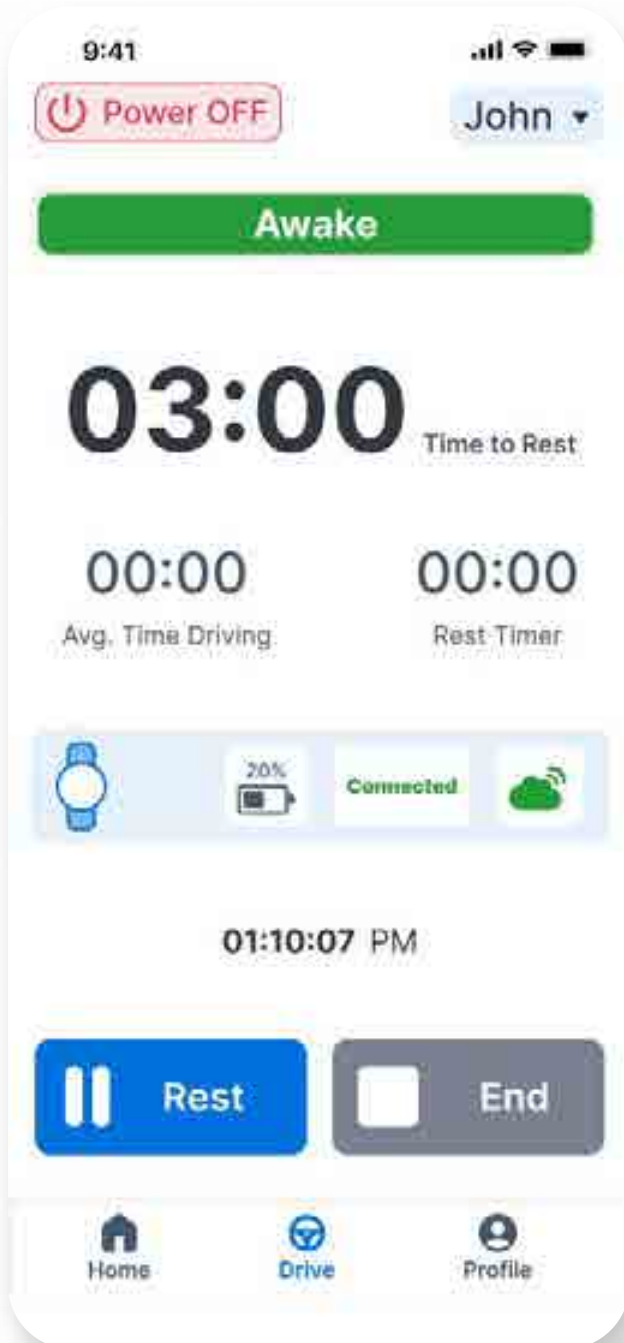 9:41
Power OFF
John
Awake
03:00 Time to Rest
00:00 00:00
Avg. Time Driving Rest Timer
20%
Connected
01:10:07 PM
Rest End
Home Drive Profile